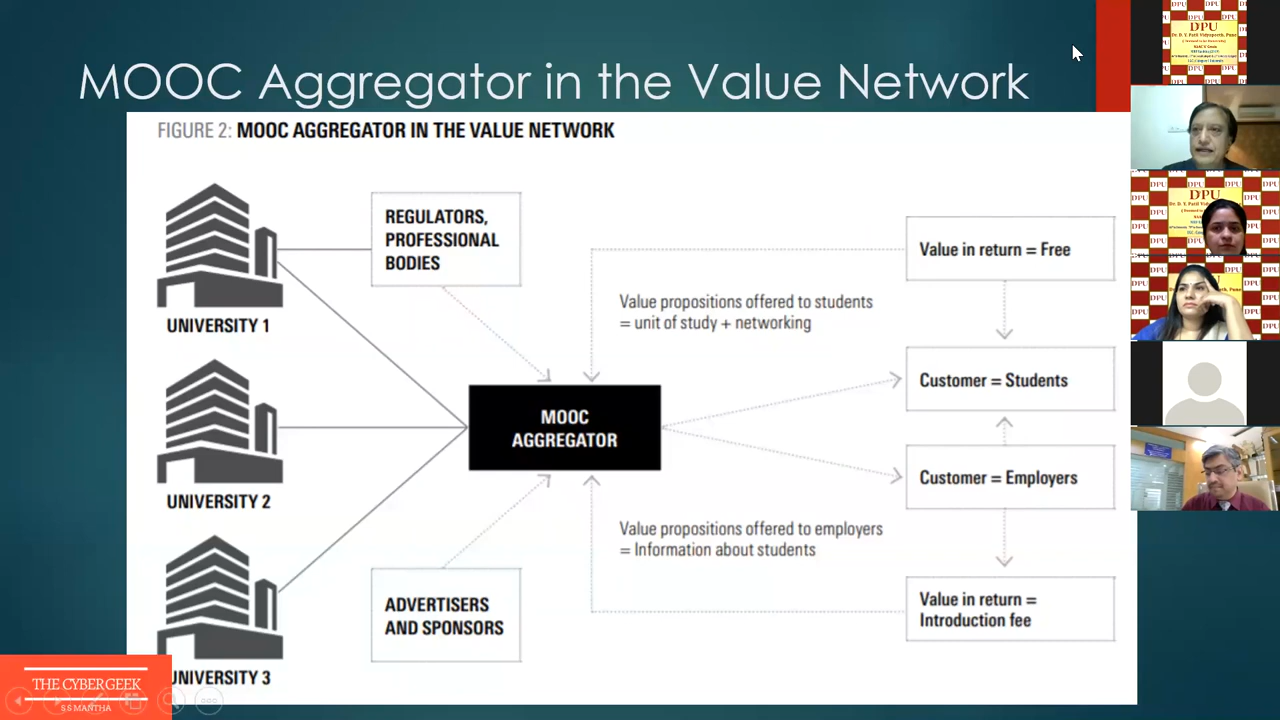 MOOC Aggregator in the Value Network
FIGURE 2: MOOC AGGREGATOR IN THE VALUE NETWORK
UNIVERSITY 1
REGULATORS,
PROFESSIONAL
BODIES
Value in return = Free
Value propositions offered to students
= unit of study + networking
Customer = Students
MOOC
AGGREGATOR
UNIVERSITY 2
Customer = Employers
Value propositions offered to employers
= Information about students
ADVERTISERS
AND SPONSORS
Value in return =
Introduction fee
UNIVERSITY 3
THE CYBERGEEK
S S MANTHA
DPU
Dr. D. Y. Patil Vidyapeeth, Pune
DPU
DPU
DPU